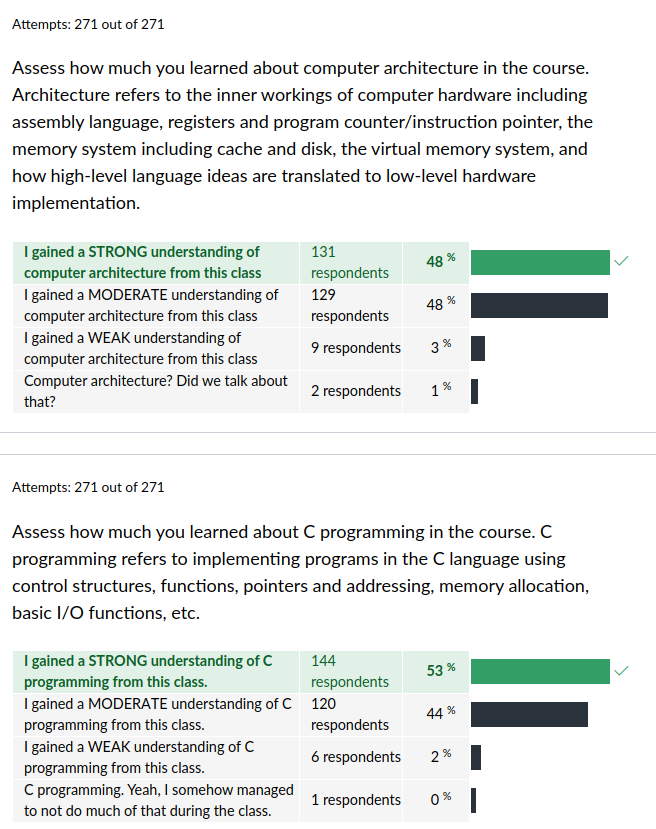 Attempts: 271 out of 271
Assess how much you learned about computer architecture in the course.
Architecture refers to the inner workings of computer hardware including
assembly language, registers and program counter/instruction pointer, the
memory system including cache and disk, the virtual memory system, and
how high-level language ideas are translated to low-level hardware
implementation.
I gained a STRONG understanding of
computer architecture from this class
131
respondents
48 %
I gained a MODERATE understanding of
computer architecture from this class
129
respondents
48 %
I gained a WEAK understanding of
computer architecture from this class
9 respondents
3 %
Computer architecture? Did we talk about
that?
2 respondents
1 %
Attempts: 271 out of 271
Assess how much you learned about C programming in the course. C
programming refers to implementing programs in the C language using
control structures, functions, pointers and addressing, memory allocation,
basic I/O functions, etc.
I gained a STRONG understanding of C
programming from this class.
144
respondents
53 %
I gained a MODERATE understanding of C
programming from this class.
120
respondents
44 %
I gained a WEAK understanding of C
programming from this class.
6 respondents
2 %
C programming. Yeah, I somehow managed
to not do much of that during the class.
1 respondents
0 %